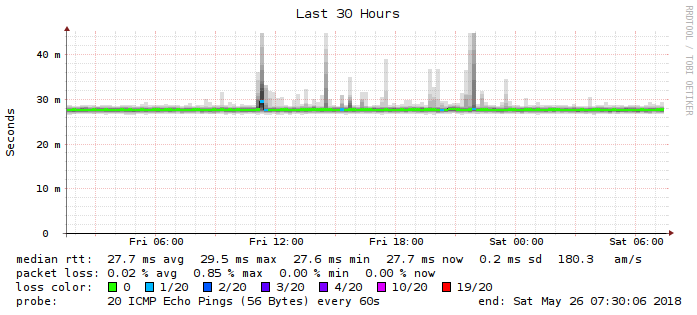 Last 30 Hours
RRDTOOL / TOBI OETIKER
Seconds
40 m
30 m
20 m
10 m
0
Fri 06:00 Fri 12:00 Fri 18:00 Sat 00:00 Sat 06:00
median rtt: 27.7 ms avg 29.5 ms max 27.6 ms min 27.7 ms now 0.2 ms sd 180.3 am/s
packet loss: 0.02 % avg 0.85 % max 0.00 % min 0.00 % now
loss color: 0 1/20 2/20 3/20 4/20 10/20 19/20
probe: 20 ICMP Echo Pings (56 Bytes) every 60s end: Sat May 26 07:30:06 2018